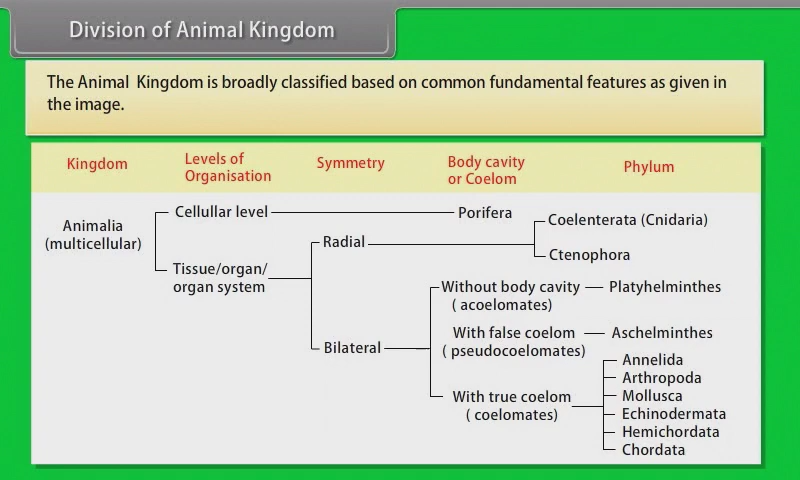 Division of Animal Kingdom
The Animal Kingdom is broadly classified based on common fundamental features as given in
the image.
Kingdom
Levels of
Organisation
Symmetry
Body cavity
or Coelom
Phylum
Animalia
(multicellular)
Cellullar level
Porifera
Tissue/organ/
organ system
Radial
Coelenterata (Cnidaria)
Ctenophora
Bilateral
Without body cavity
( acoelomates)
Platyhelminthes
With false coelom
( pseudocoelomates)
Aschelminthes
With true coelom
( coelomates)
Annelida
Arthropoda
Mollusca
Echinodermata
Hemichordata
Chordata